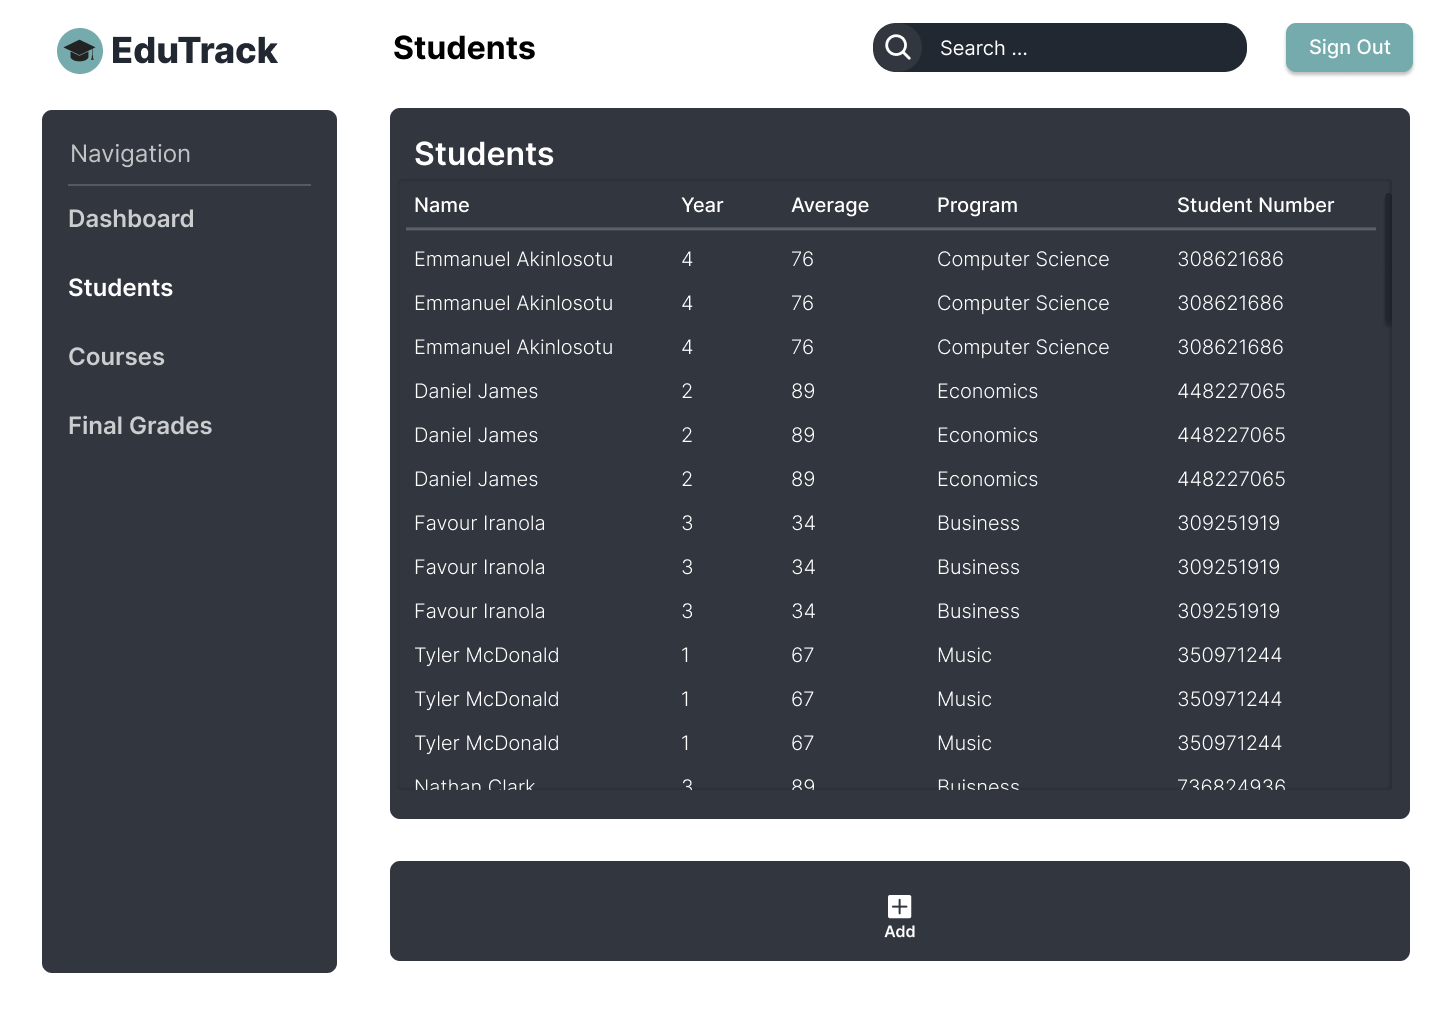 EduTrack
Students
Search ...
Sign Out
Navigation
Dashboard
Students
Courses
Final Grades
Students
Name Year Average Program Student Number
Emmanuel Akinlosotu 4 76 Computer Science 308621686
Emmanuel Akinlosotu 4 76 Computer Science 308621686
Emmanuel Akinlosotu 4 76 Computer Science 308621686
Daniel James 2 89 Economics 448227065
Daniel James 2 89 Economics 448227065
Daniel James 2 89 Economics 448227065
Favour Iranola 3 34 Business 309251919
Favour Iranola 3 34 Business 309251919
Favour Iranola 3 34 Business 309251919
Tyler McDonald 1 67 Music 350971244
Tyler McDonald 1 67 Music 350971244
Tyler McDonald 1 67 Music 350971244
Nathan Clark 3 89 Buisness 736824936
Add